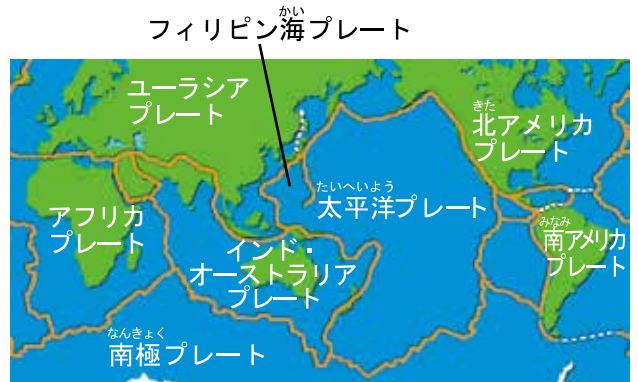 かい
フィリピン海プレート
ユーラシア
プレート
きた
北アメリカ
プレート
たいへいよう
太平洋プレート
アフリカ
プレート
みなみ
南アメリカ
プレート
インド・
オーストラリア
プレート
なんきょく
南極プレート